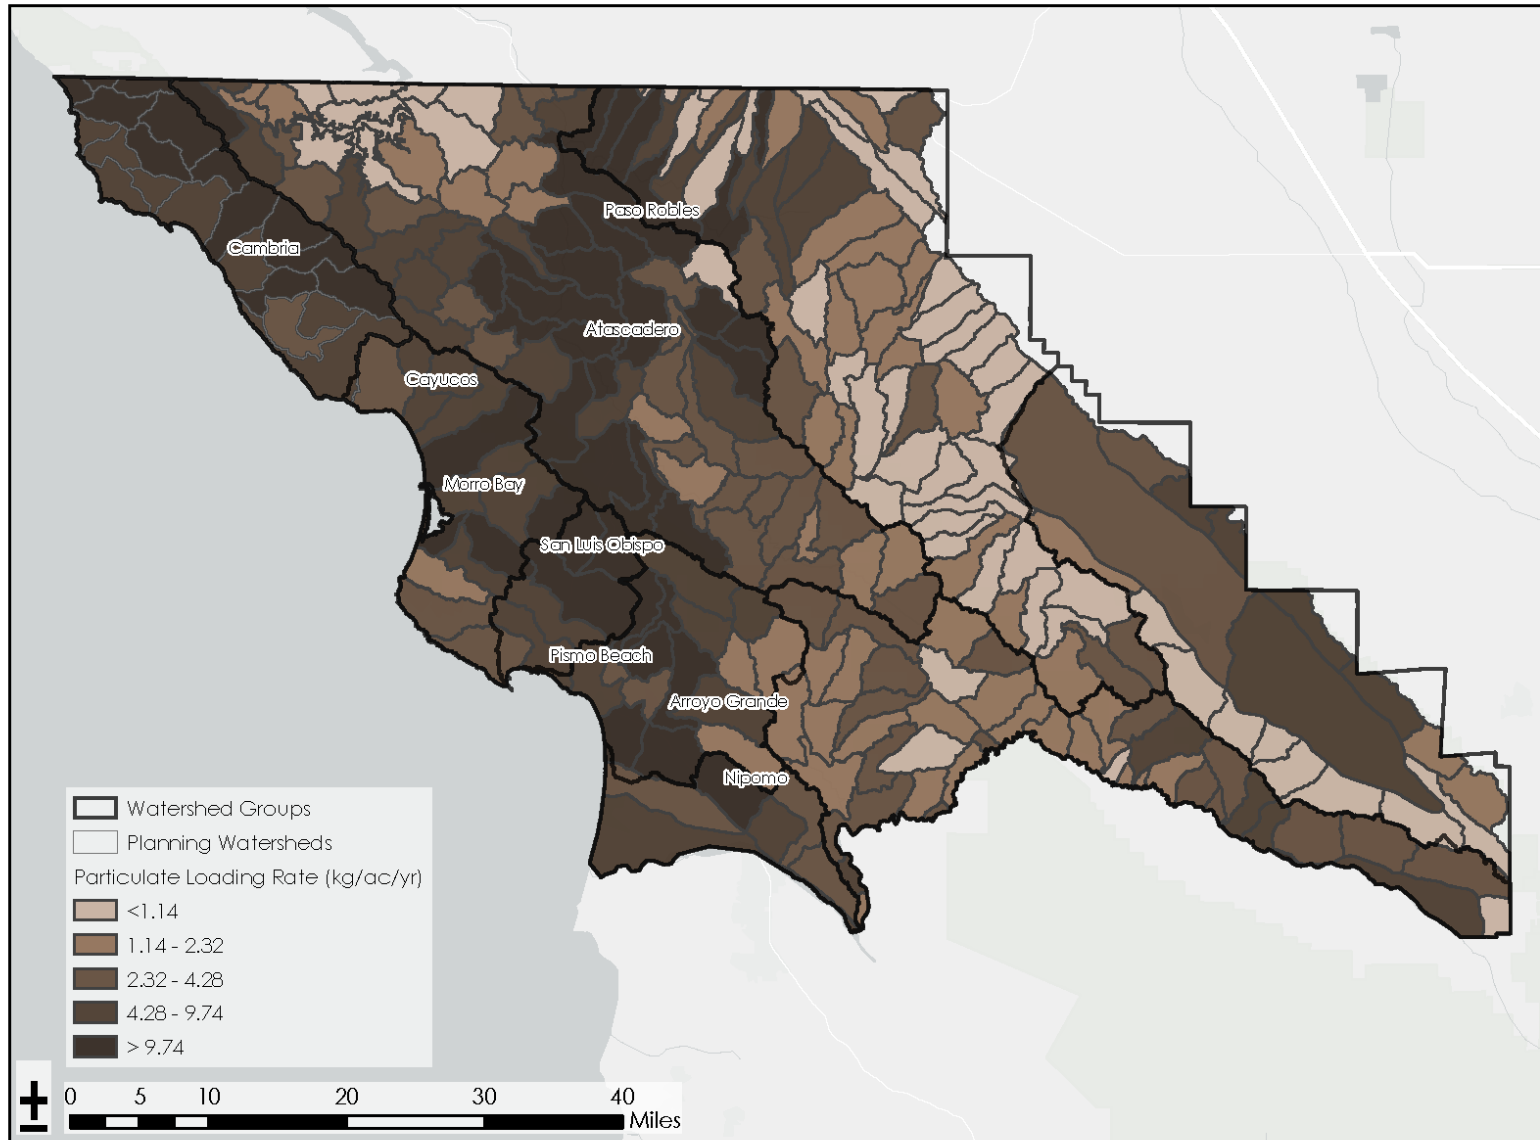 Paso Robles
Cambria
Atascadero
Cayucos
Morro Bay
San Luis Obispo
Pismo Beach
Arroyo Grande
Nipomo
Watershed Groups
Planning Watersheds
Particulate Loading Rate (kg/ac/yr)
<1.14
1.14 - 2.32
2.32 - 4.28
4.28 - 9.74
> 9.74
0 5 10 20 30 40
Miles